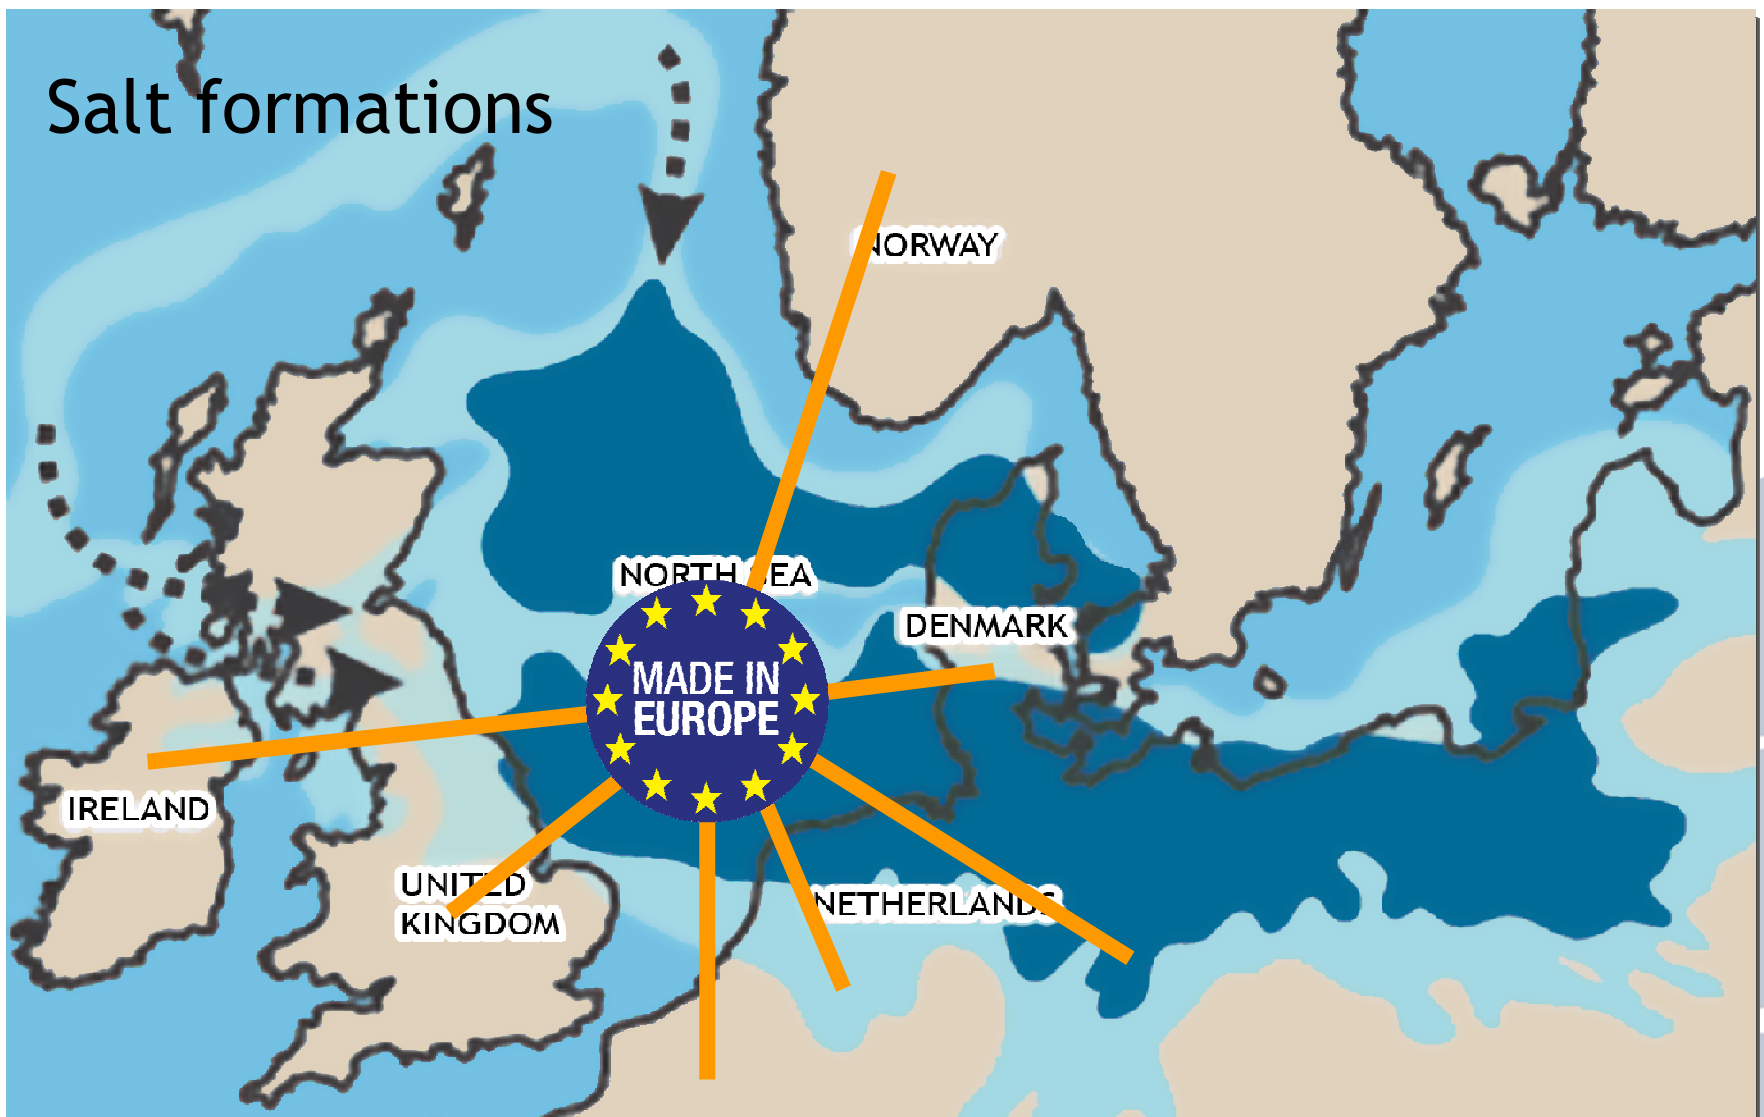 Salt formations
NORWAY
NORTH SEA
DENMARK
MADE IN
EUROPE
IRELAND
UNITED
KINGDOM
NETHERLANDS